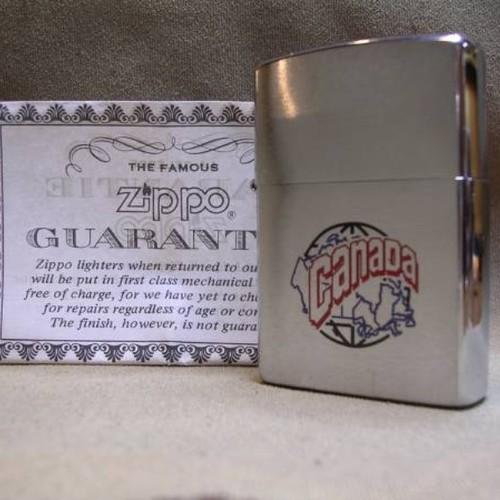 THE FAMOUS
Zippo®
GUARANT
Zippo lighters when returned to ou
will be put in first class mechanical
free of charge, for we have yet to ch
for repairs regardless of age or con
The finish, however, is not guara
Canada